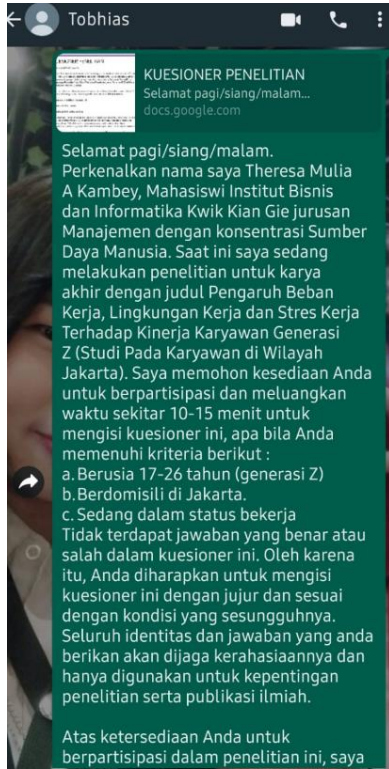 Tobhias
KUESIONER PENELITIAN
Selamat pagi/siang/malam...
docs.google.com
Selamat pagi/siang/malam.
Perkenalkan nama saya Theresa Mulia
A Kambey, Mahasiswi Institut Bisnis
dan Informatika Kwik Kian Gie jurusan
Manajemen dengan konsentrasi Sumber
Daya Manusia. Saat ini saya sedang
melakukan penelitian untuk karya
akhir dengan judul Pengaruh Beban
Kerja, Lingkungan Kerja dan Stres Kerja
Terhadap Kinerja Karyawan Generasi
Z (Studi Pada Karyawan di Wilayah
Jakarta). Saya memohon kesediaan Anda
untuk berpartisipasi dan meluangkan
waktu sekitar 10-15 menit untuk
mengisi kuesioner ini, apa bila Anda
memenuhi kriteria berikut :
a. Berusia 17-26 tahun (generasi Z)
b. Berdomisili di Jakarta.
c. Sedang dalam status bekerja
Tidak terdapat jawaban yang benar atau
salah dalam kuesioner ini. Oleh karena
itu, Anda diharapkan untuk mengisi
kuesioner ini dengan jujur dan sesuai
dengan kondisi yang sesungguhnya.
Seluruh identitas dan jawaban yang anda
berikan akan dijaga kerahasiaannya dan
hanya digunakan untuk kepentingan
penelitian serta publikasi ilmiah.
Atas ketersediaan Anda untuk
berpartisipasi dalam penelitian ini, saya